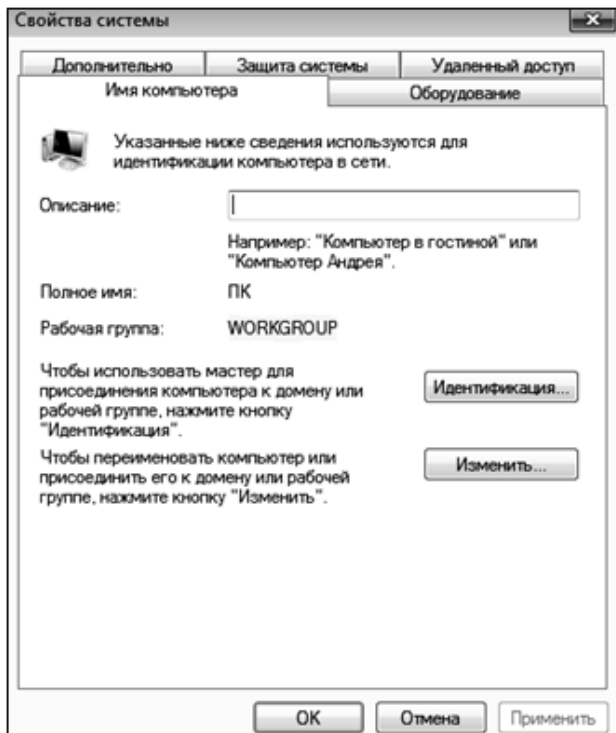 Свойства системы
Дополнительно
Защита системы
Удаленный доступ
Имя компьютера
Оборудование
Указанные ниже сведения используются для
идентификации компьютера в сети.
Описание:
Например: "Компьютер в гостиной" или
"Компьютер Андрея".
Полное имя:
ПК
Рабочая группа:
WORKGROUP
Чтобы использовать мастер для
присоединения компьютера к домену или
рабочей группе, нажмите кнопку
"Идентификация".
Идентификация...
Чтобы переименовать компьютер или
присоединить его к домену или рабочей
группе, нажмите кнопку "Изменить".
Изменить...
ОК
Отмена
Применить